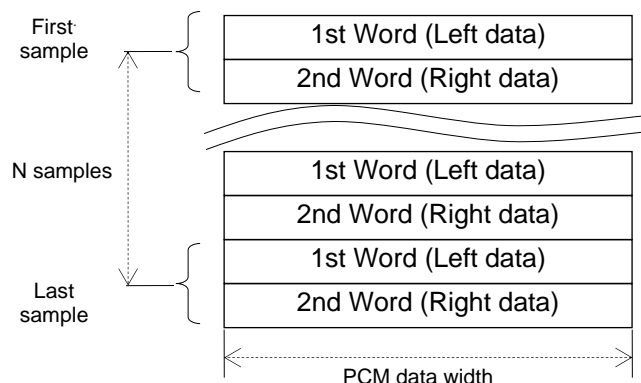 First
sample
1st Word (Left data)
2nd Word (Right data)
N samples
1st Word (Left data)
2nd Word (Right data)
1st Word (Left data)
2nd Word (Right data)
Last
sample
PCM data width